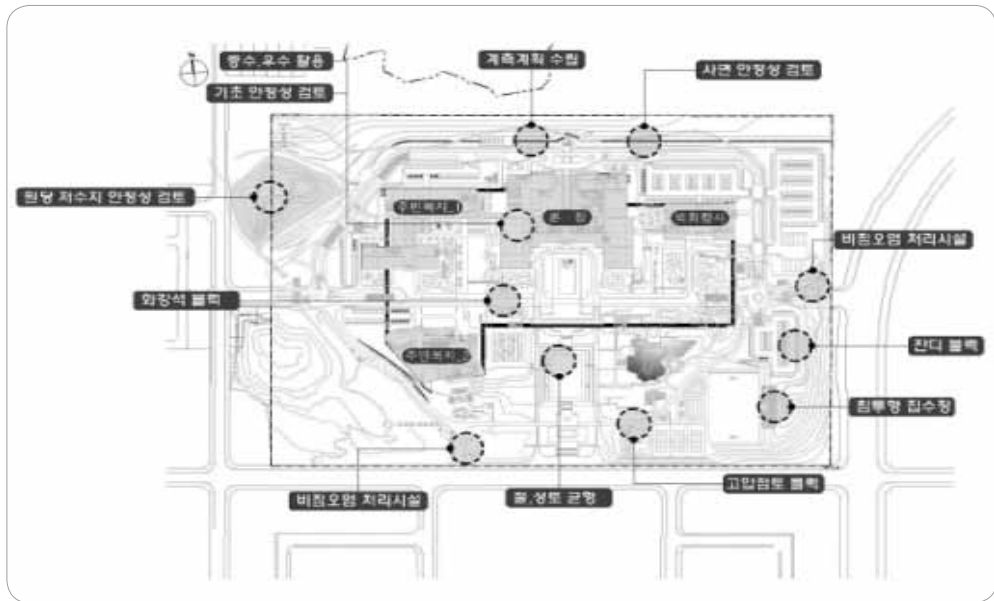 중수,우수 활용
계측계획 수립
사면 안정성 검토
기초 안정성 검토
원당 저수지 안정성 검토
주민복지_1
본 청
의회청사
비점오염 처리시설
화강석 블럭
잔디 블럭
주민복지_2
침투형 집수정
고압점토 블럭
비점오염 처리시설
절,성토 균형